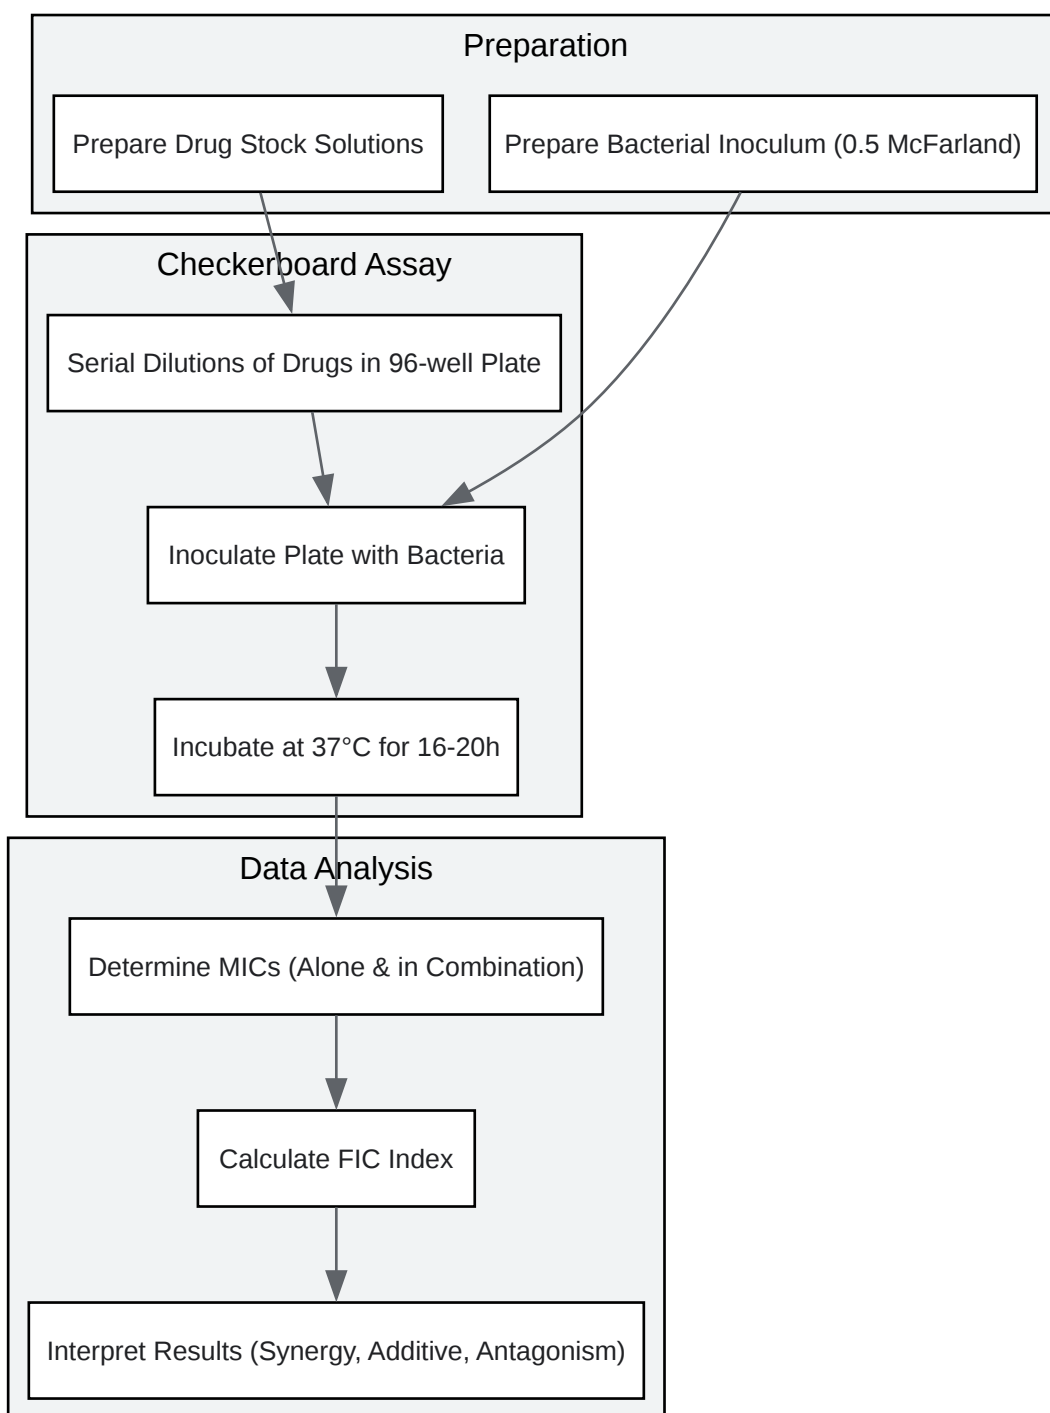 Preparation
Prepare Drug Stock Solutions
Prepare Bacterial Inoculum (0.5 McFarland)
Checkerboard Assay
Serial Dilutions of Drugs in 96-well Plate
Inoculate Plate with Bacteria
Incubate at 37°C for 16-20h
Data Analysis
Determine MICs (Alone & in Combination)
Calculate FIC Index
Interpret Results (Synergy, Additive, Antagonism)